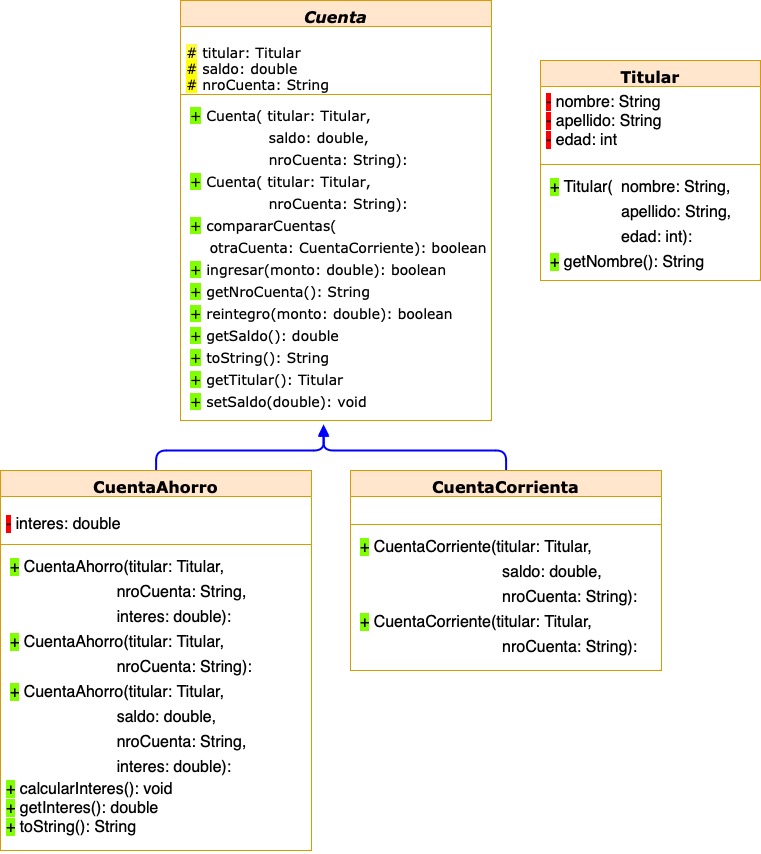 Cuenta
# titular: Titular
# saldo: double
# nroCuenta: String
+ Cuenta( titular: Titular,
saldo: double,
nroCuenta: String):
+ Cuenta( titular: Titular,
nroCuenta: String):
+ compararCuentas(
otraCuenta: CuentaCorriente): boolean
+ ingresar(monto: double): boolean
+ getNroCuenta(): String
+ reintegro(monto: double): boolean
+ getSaldo(): double
+ toString(): String
+ getTitular(): Titular
+ setSaldo(double): void
Titular
- nombre: String
- apellido: String
- edad: int
+ Titular( nombre: String,
apellido: String,
edad: int):
+ getNombre(): String
CuentaAhorro
- interes: double
+ CuentaAhorro(titular: Titular,
nroCuenta: String,
interes: double):
+ CuentaAhorro(titular: Titular,
nroCuenta: String):
+ CuentaAhorro(titular: Titular,
saldo: double,
nroCuenta: String,
interes: double):
+ calcularInteres(): void
+ getInteres(): double
+ toString(): String
CuentaCorrienta
+ CuentaCorriente(titular: Titular,
saldo: double,
nroCuenta: String):
+ CuentaCorriente(titular: Titular,
nroCuenta: String):